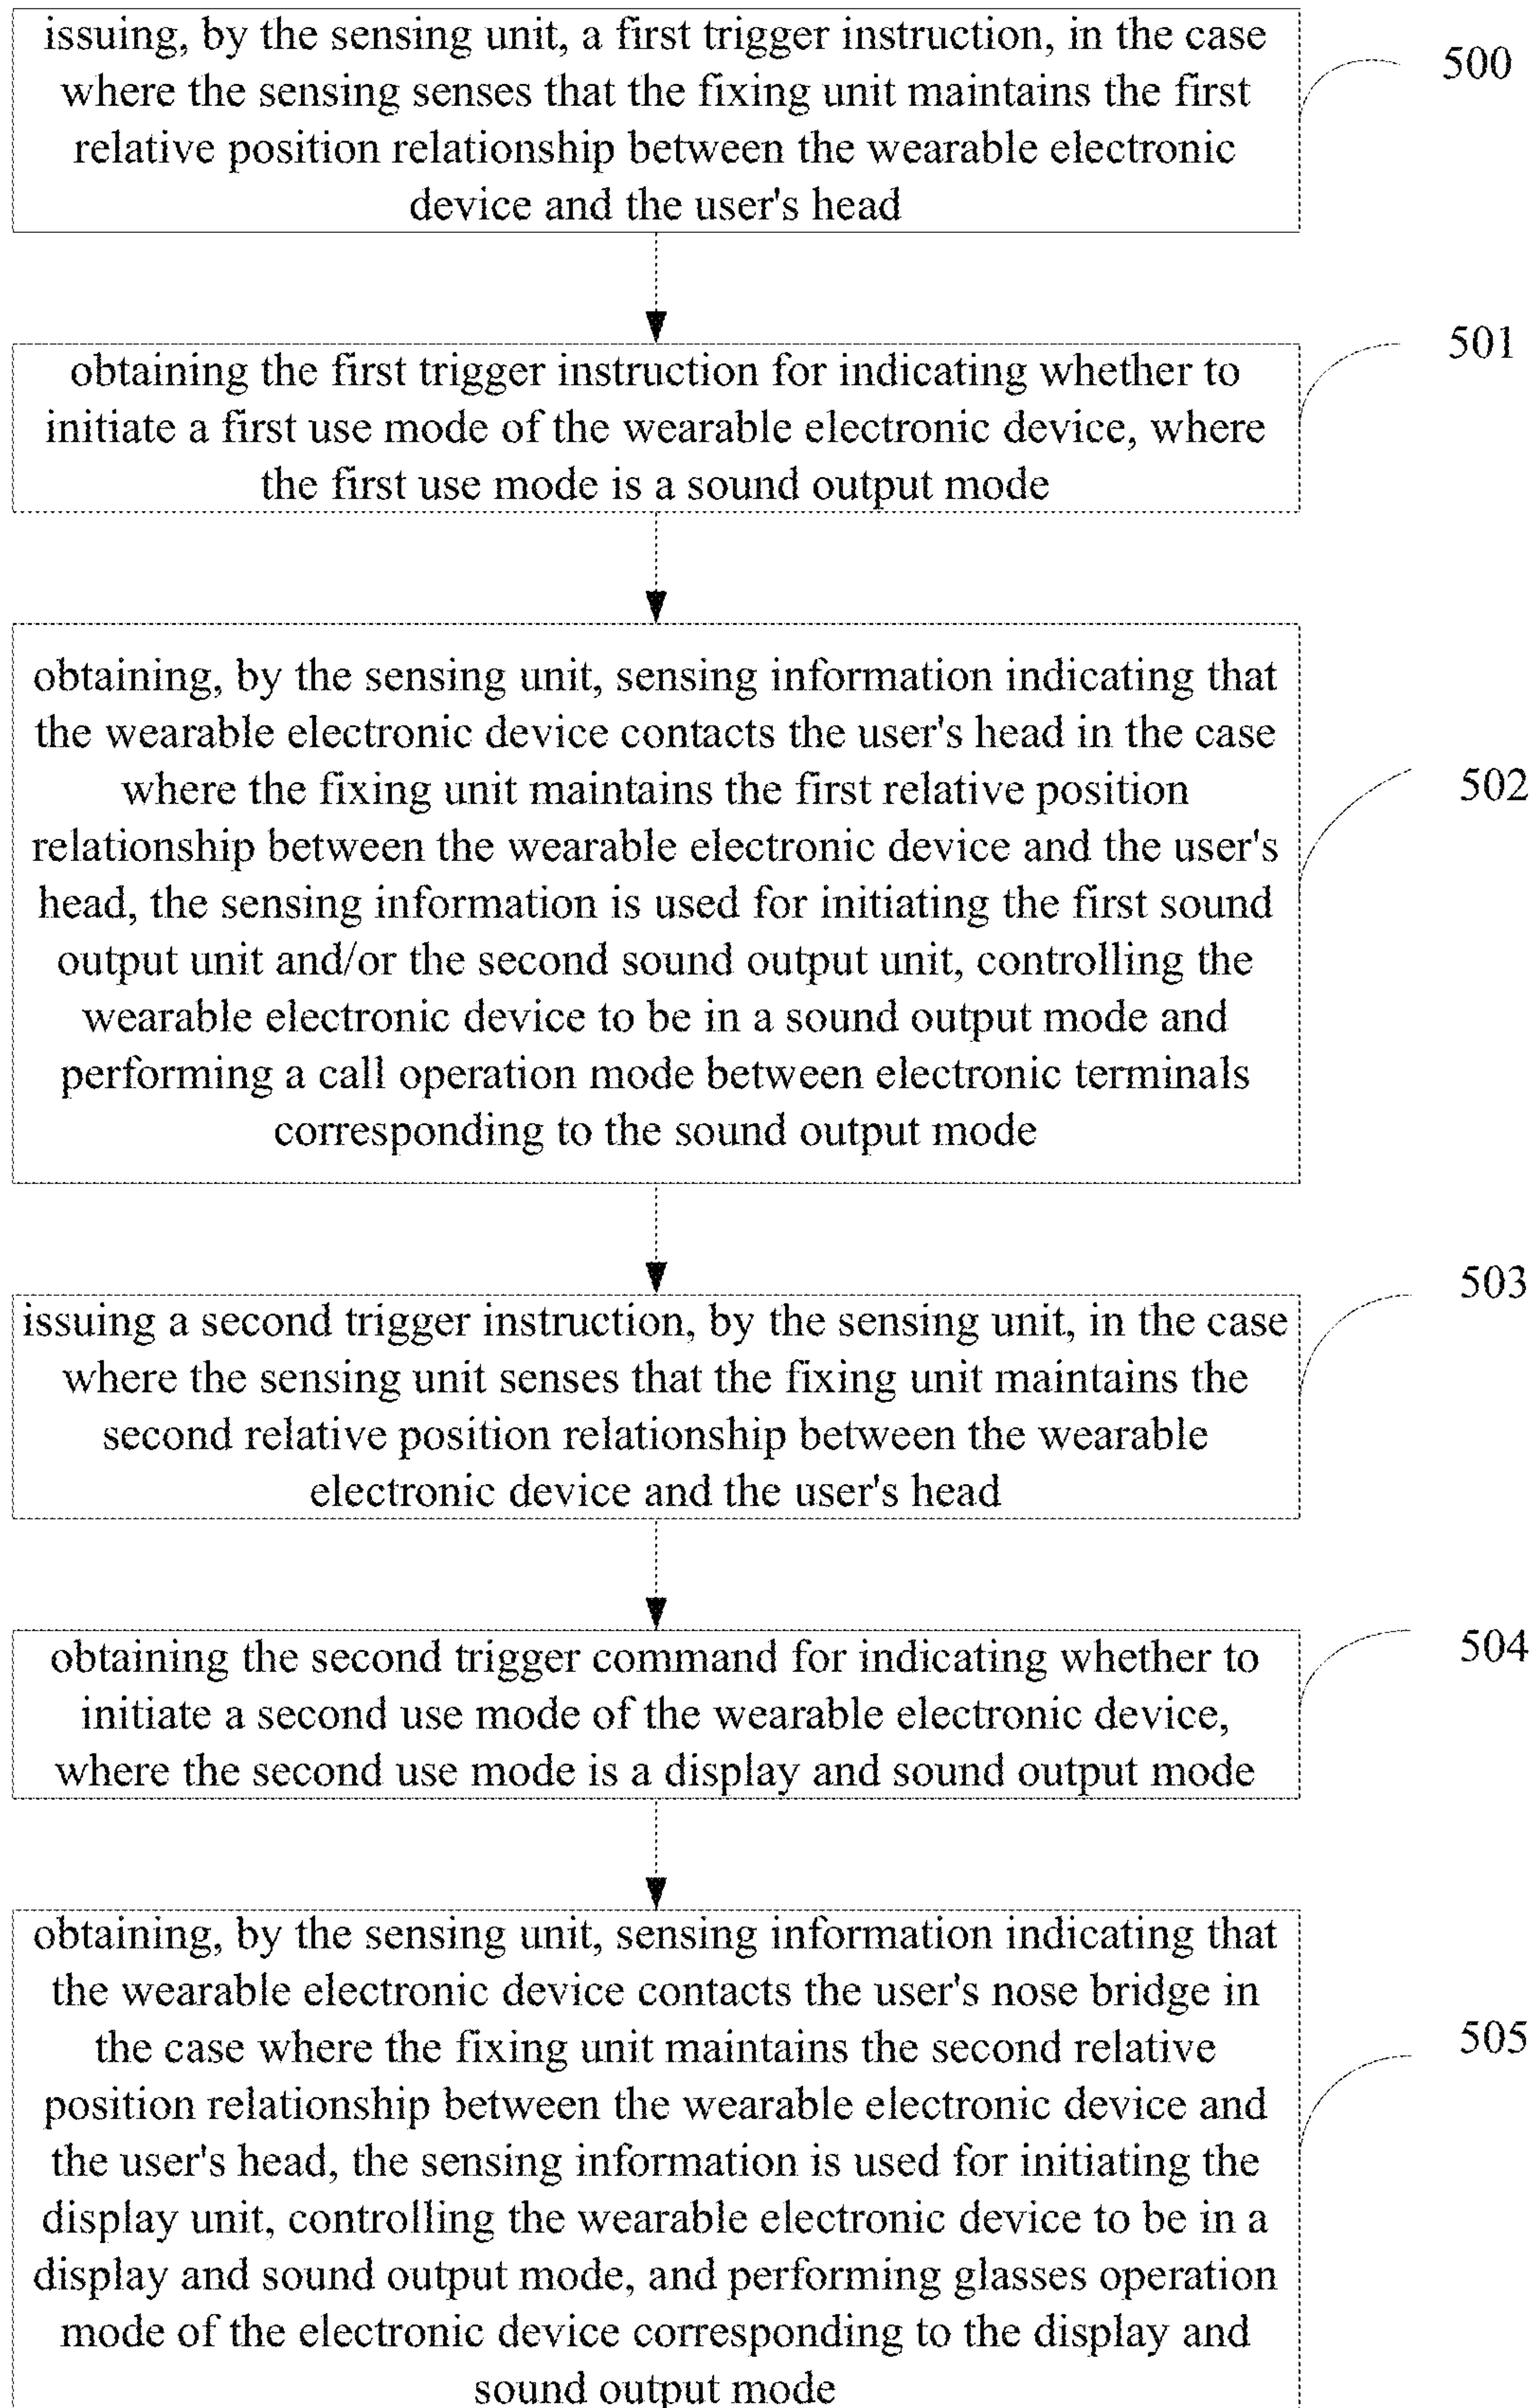 issuing, by the sensing unit, a first trigger instruction, in the case
where the sensing senses that the fixing unit maintains the first
relative position relationship between the wearable electronic
device and the user's head
500
obtaining the first trigger instruction for indicating whether to
initiate a first use mode of the wearable electronic device, where
the first use mode is a sound output mode
501
obtaining, by the sensing unit, sensing information indicating that
the wearable electronic device contacts the user's head in the case
where the fixing unit maintains the first relative position
relationship between the wearable electronic device and the user's
head, the sensing information is used for initiating the first sound
output unit and/or the second sound output unit, controlling the
wearable electronic device to be in a sound output mode and
performing a call operation mode between electronic terminals
corresponding to the sound output mode
502
issuing a second trigger instruction, by the sensing unit, in the case
where the sensing unit senses that the fixing unit maintains the
second relative position relationship between the wearable
electronic device and the user's head
503
obtaining the second trigger command for indicating whether to
initiate a second use mode of the wearable electronic device,
where the second use mode is a display and sound output mode
504
obtaining, by the sensing unit, sensing information indicating that
the wearable electronic device contacts the user's nose bridge in
the case where the fixing unit maintains the second relative
position relationship between the wearable electronic device and
the user's head, the sensing information is used for initiating the
display unit, controlling the wearable electronic device to be in a
display and sound output mode, and performing glasses operation
mode of the electronic device corresponding to the display and
sound output mode
505